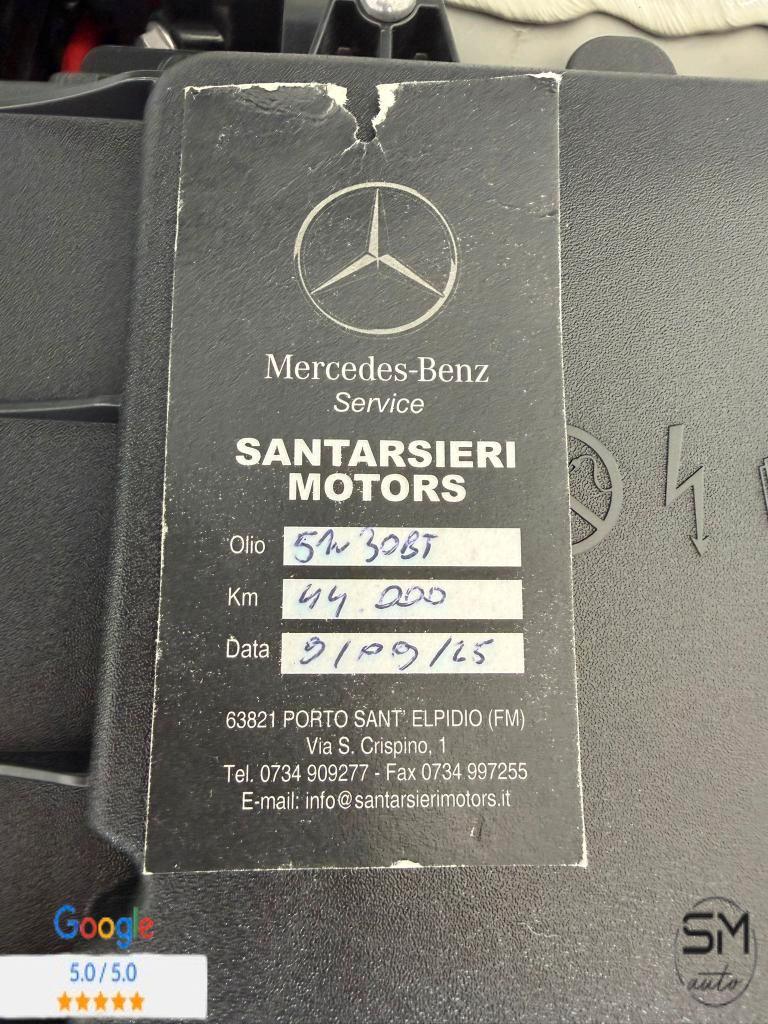 Mercedes-Benz
Service
SANTARSIERI
MOTORS
Olio 5W30BT
Km 44.000
Data 9/09/25
63821 PORTO SANT' ELPIDIO (FM)
Via S. Crispino, 1
Tel. 0734 909277 - Fax 0734 997255
E-mail: info@santarsierimotors.it
Google
5.0 / 5.0
SM
auto